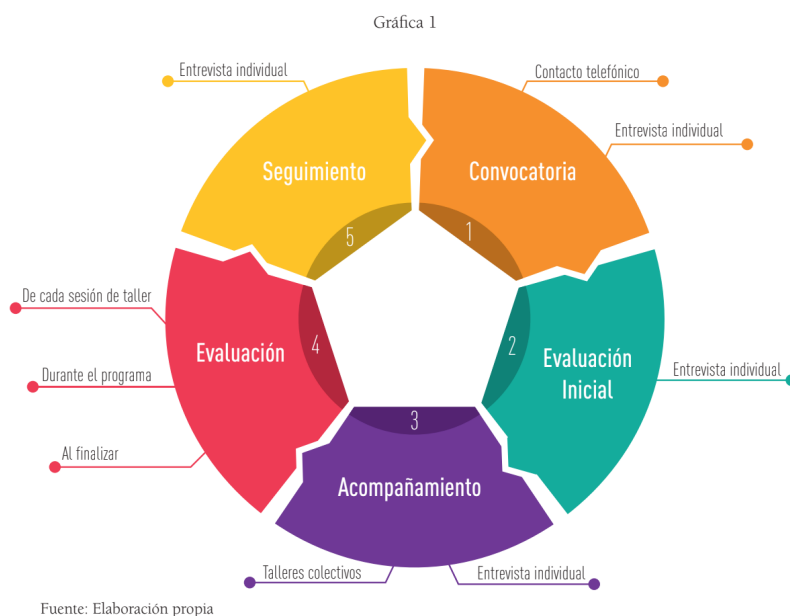 Gráfica 1
Entrevista individual
Contacto telefónico
Entrevista individual
Seguimiento
Convocatoria
5
1
De cada sesión de taller
Evaluación
4
2
Evaluación
Inicial
Durante el programa
Entrevista individual
3
Al finalizar
Acompañamiento
Talleres colectivos
Entrevista individual
Fuente: Elaboración propia